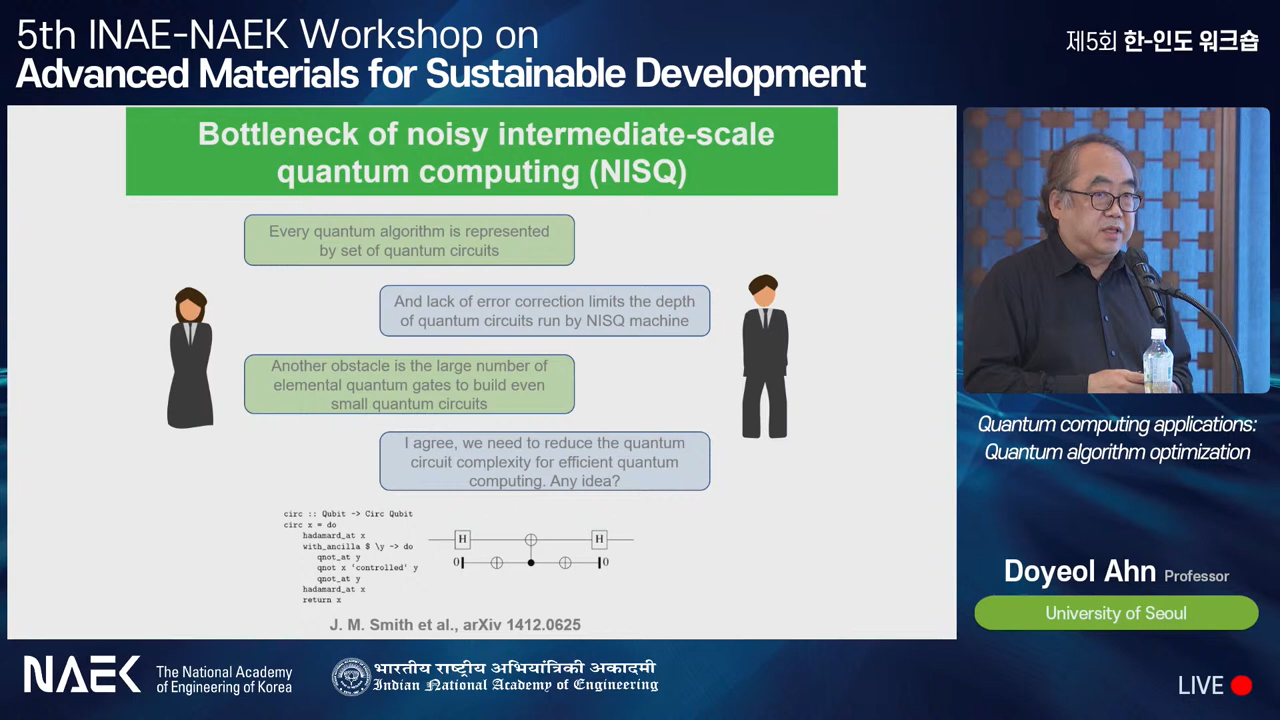 5th INAE-NAEK Workshop on
Advanced Materials for Sustainable Development
제5회 한-인도 워크숍
Bottleneck of noisy intermediate-scale
quantum computing (NISQ)
Every quantum algorithm is represented
by set of quantum circuits
And lack of error correction limits the depth
of quantum circuits run by NISQ machine
Another obstacle is the large number of
elemental quantum gates to build even
small quantum circuits
I agree, we need to reduce the quantum
circuit complexity for efficient quantum
computing. Any idea?
circ :: Qubit -> Circ Qubit
circ x = do
hadamard_at x
with_ancilla $ \y -> do
qnot_at y
qnot x 'controlled' y
qnot_at y
hadamard_at x
return x
H H
0 0
J. M. Smith et al., arXiv 1412.0625
Quantum computing applications:
Quantum algorithm optimization
Doyeol Ahn Professor
University of Seoul
NAEK
The National Academy
of Engineering of Korea
भारतीय राष्ट्रीय अभियांत्रिकी अकादमी
Indian National Academy of Engineering
LIVE